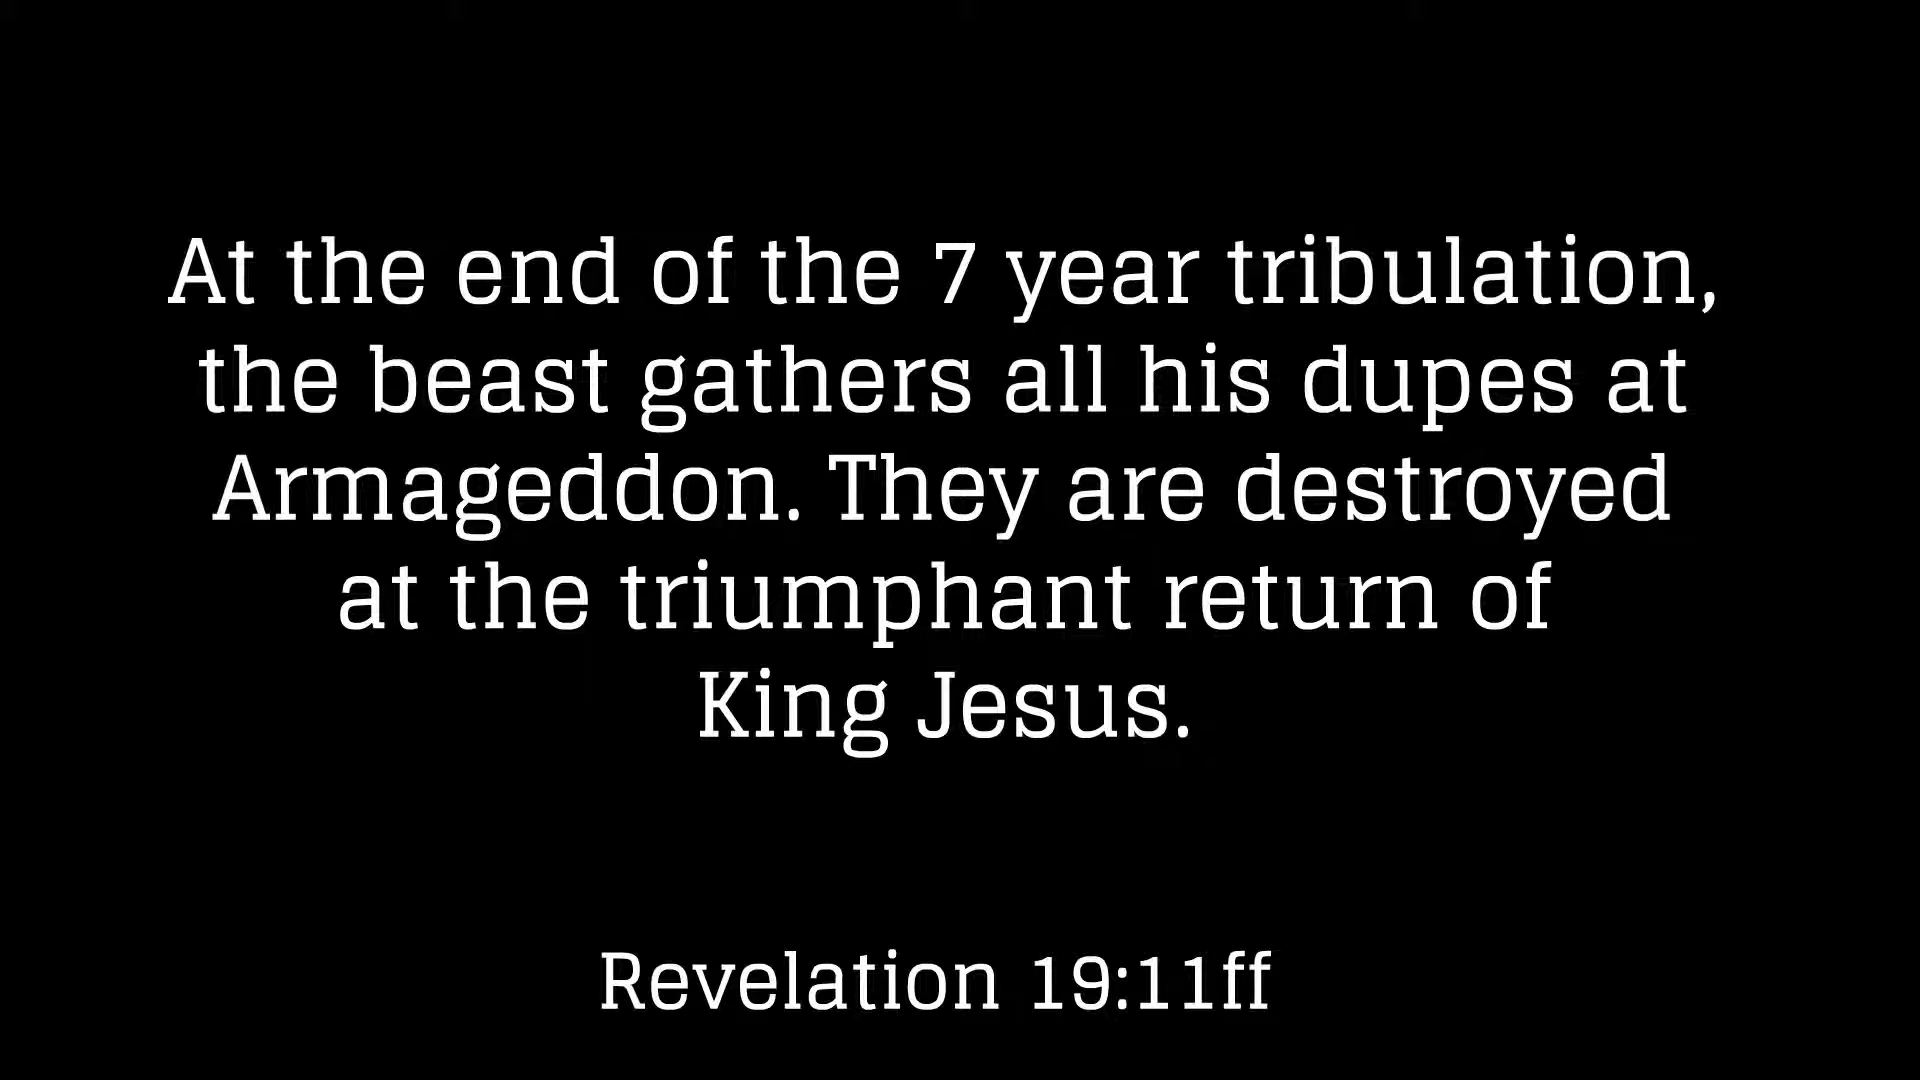 At the end of the 7 year tribulation,
the beast gathers all his dupes at
Armageddon. They are destroyed
at the triumphant return of
King Jesus.
Revelation 19:11ff